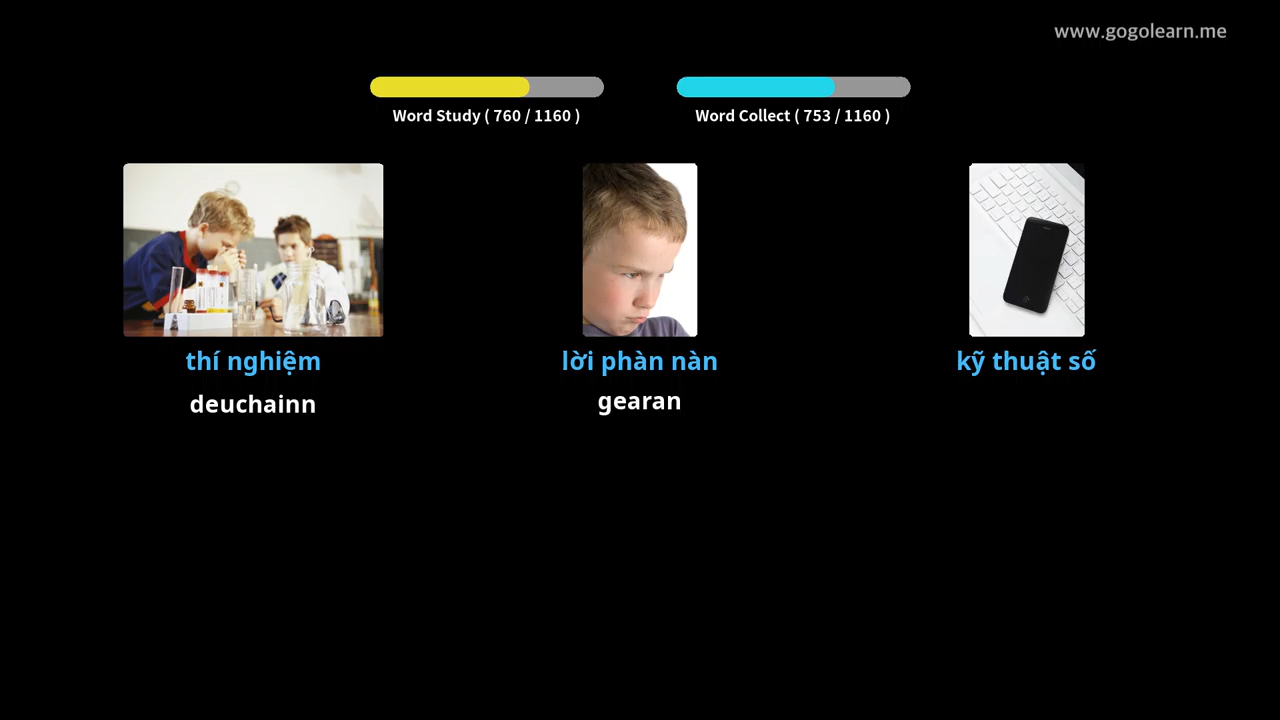 www.gogolearn.me
Word Study ( 760 / 1160 )
Word Collect ( 753 / 1160 )
thí nghiệm
deuchainn
lời phàn nàn
gearan
kỹ thuật số